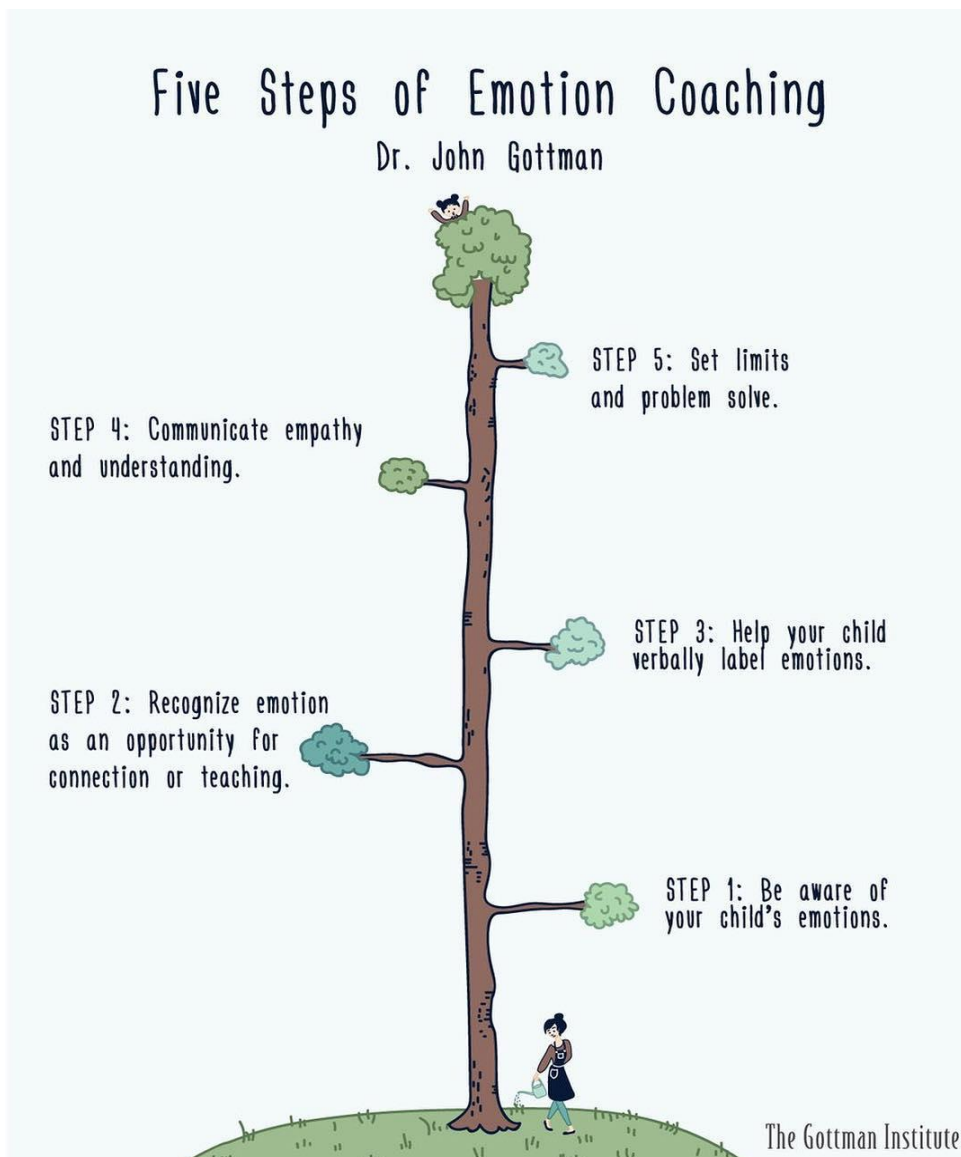 Five Steps of Emotion Coaching
Dr. John Gottman
STEP 5: Set limits
and problem solve.
STEP 4: Communicate empathy
and understanding.
STEP 3: Help your child
verbally label emotions.
STEP 2: Recognize emotion
as an opportunity for
connection or teaching.
STEP 1: Be aware of
your child's emotions.
The Gottman Institute